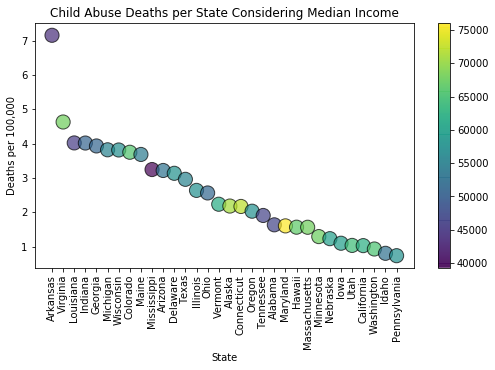 Child Abuse Deaths per State Considering Median Income
Deaths per 100,000
7
6
5
4
3
2
1
Arkansas
Virginia
Louisiana
Indiana
Georgia
Michigan
Wisconsin
Colorado
Maine
Mississippi
Arizona
Delaware
Texas
Illinois
Ohio
Vermont
Alaska
Connecticut
Oregon
Tennessee
Alabama
Maryland
Hawaii
Massachusetts
Minnesota
Nebraska
Iowa
Utah
California
Washington
Idaho
Pennsylvania
State
75000
70000
65000
60000
55000
50000
45000
40000